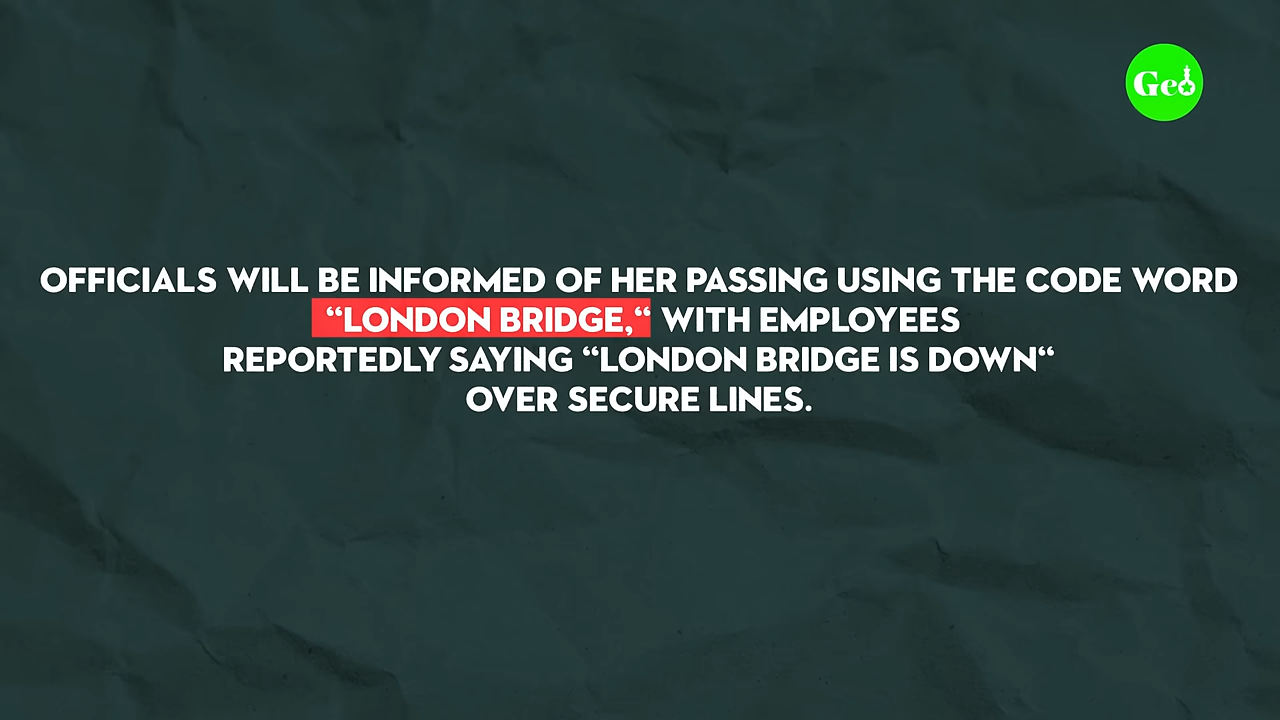 Geo
OFFICIALS WILL BE INFORMED OF HER PASSING USING THE CODE WORD
“LONDON BRIDGE,“ WITH EMPLOYEES
REPORTEDLY SAYING “LONDON BRIDGE IS DOWN“
OVER SECURE LINES.